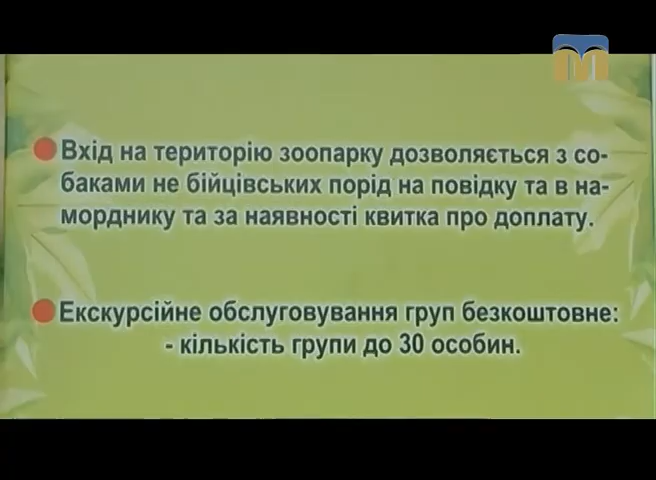 Вхід на територію зоопарку дозволяється з со-
баками не бійцівських порід на повідку та в на-
морднику та за наявності квитка про доплату.
Екскурсійне обслуговування груп безкоштовне:
- кількість групи до 30 особин.